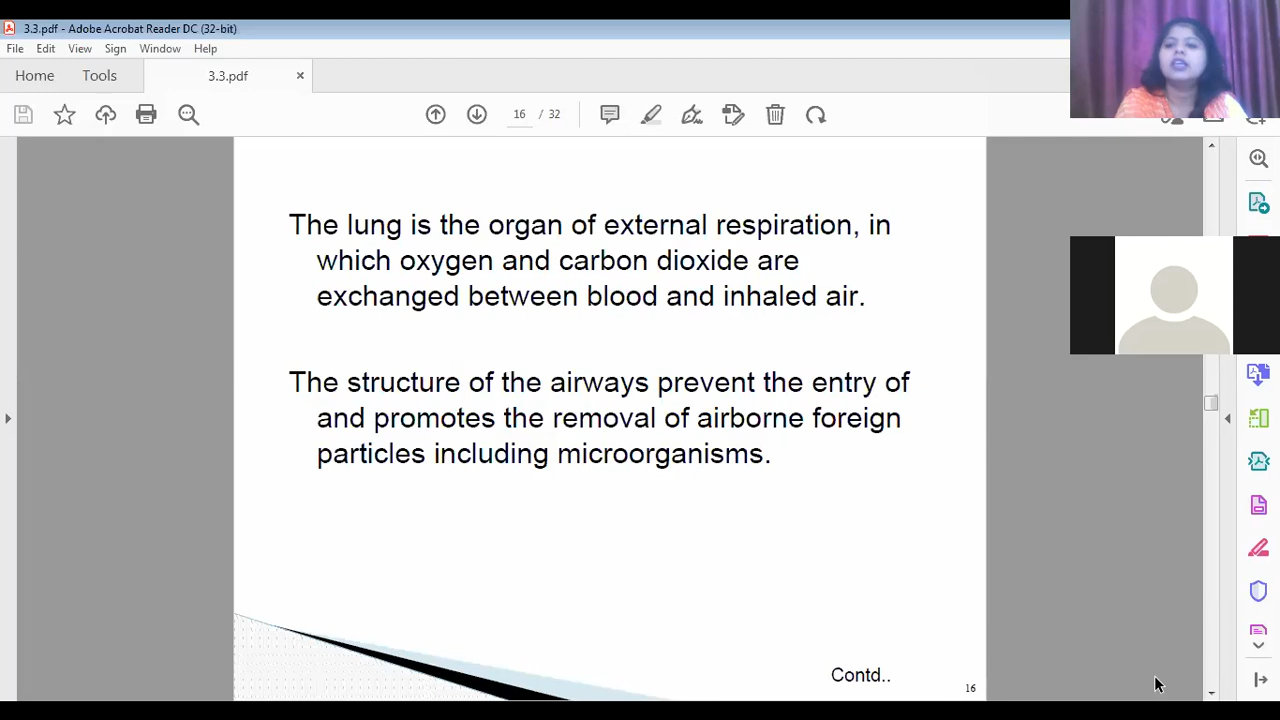 3.3.pdf - Adobe Acrobat Reader DC (32-bit)
File Edit View Sign Window Help
Home Tools 3.3.pdf ×
16 / 32
The lung is the organ of external respiration, in
which oxygen and carbon dioxide are
exchanged between blood and inhaled air.
The structure of the airways prevent the entry of
and promotes the removal of airborne foreign
particles including microorganisms.
Contd..
16